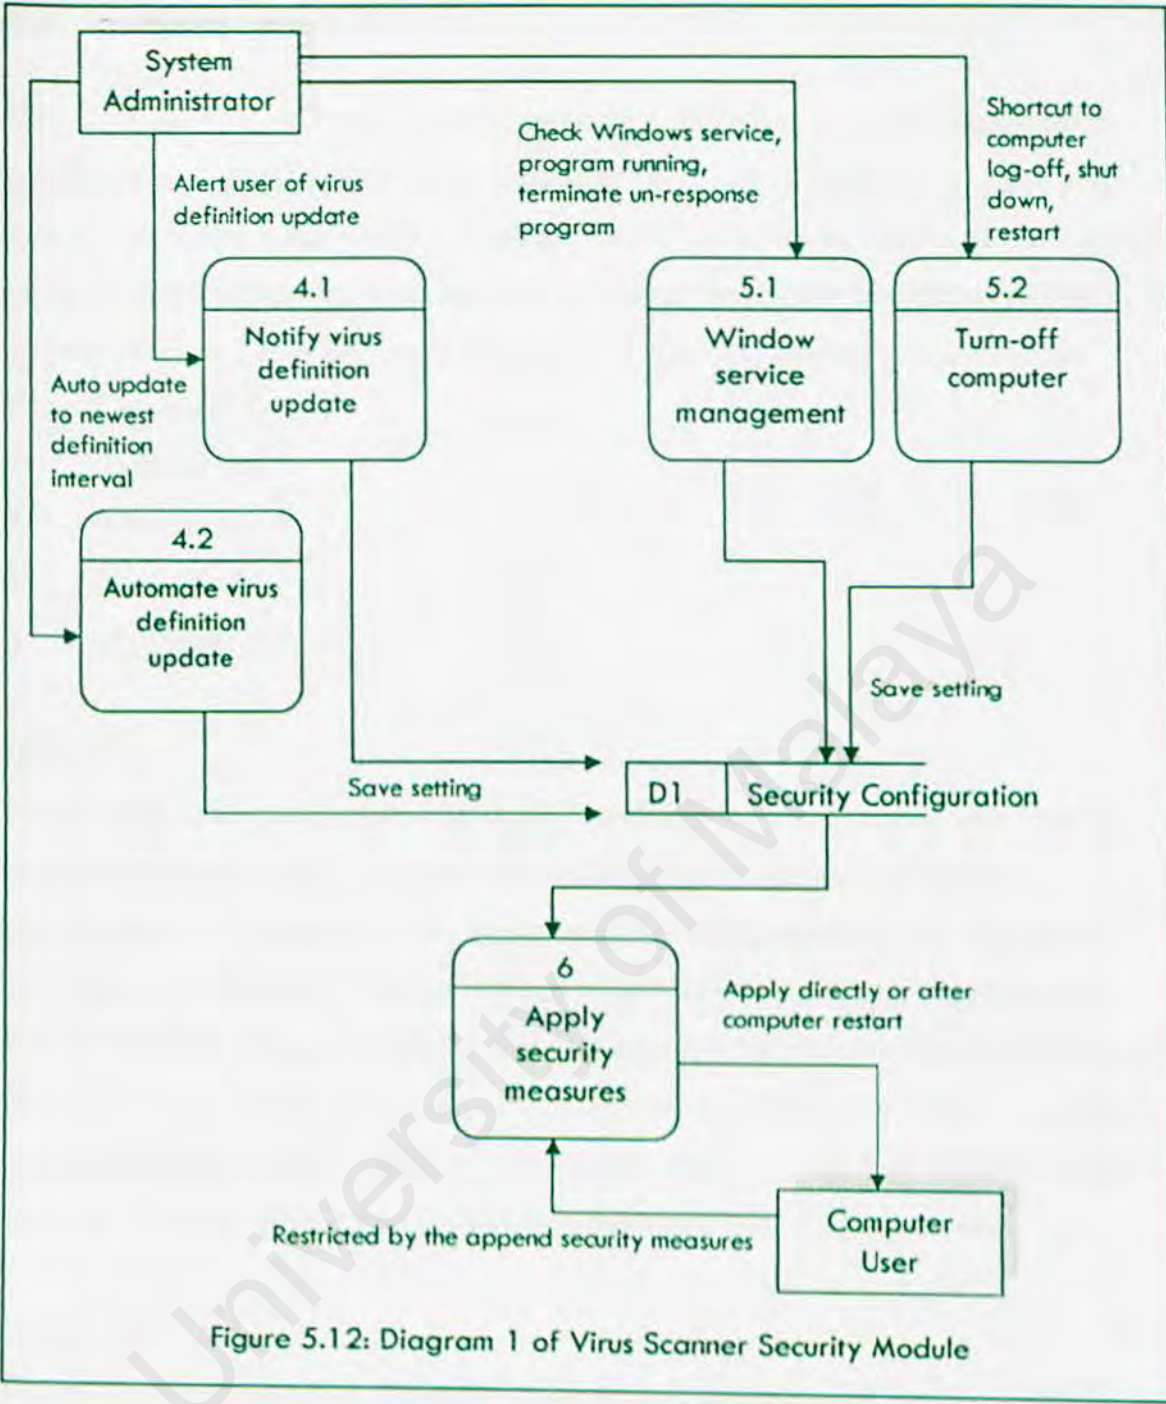 System
Administrator
Alert user of virus
definition update
Check Windows service,
program running,
terminate un-response
program
Shortcut to
computer
log-off, shut
down,
restart
4.1
Notify virus
definition
update
5.1
Window
service
management
5.2
Turn-off
computer
Auto update
to newest
definition
interval
4.2
Automate virus
definition
update
Save setting
Save setting
D1
Security Configuration
6
Apply
security
measures
Apply directly or after
computer restart
Restricted by the append security measures
Computer
User
Figure 5.12: Diagram 1 of Virus Scanner Security Module
University of Malaya